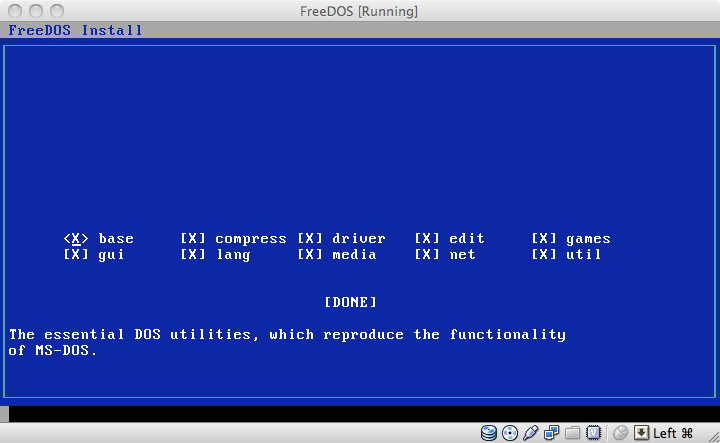 FreeDOS [Running]
FreeDOS Install
<X> base [X] compress [X] driver [X] edit [X] games
[X] gui [X] lang [X] media [X] net [X] util
[DONE]
The essential DOS utilities, which reproduce the functionality
of MS-DOS.
Left ⌘